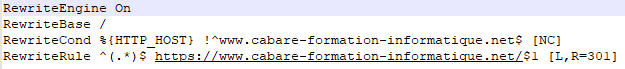 RewriteEngine On
RewriteBase /
RewriteCond %{HTTP_HOST} !^www.cabare-formation-informatique.net$ [NC]
RewriteRule ^(.*)$ https://www.cabare-formation-informatique.net/$1 [L,R=301]